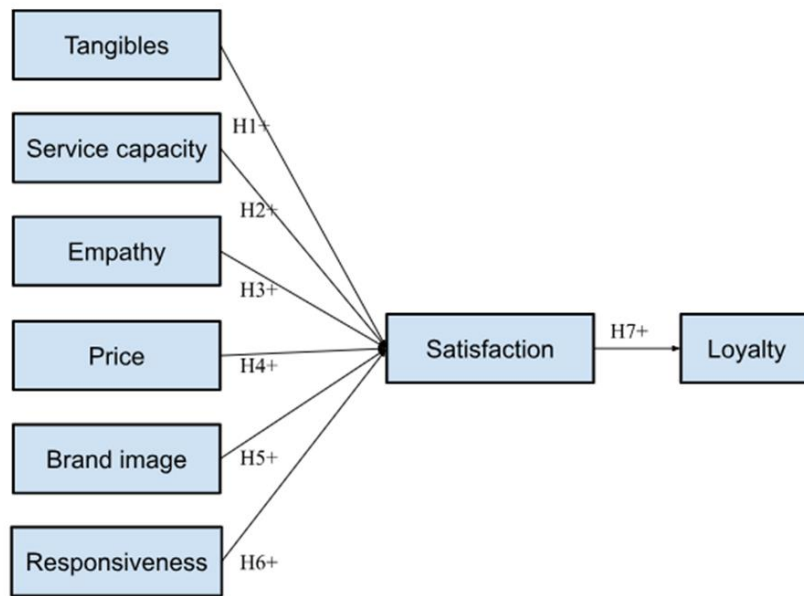 Tangibles
H1+
Service capacity
H2+
Empathy
H3+
Price
H4+
Brand image
H5+
Responsiveness
H6+
Satisfaction
H7+
Loyalty